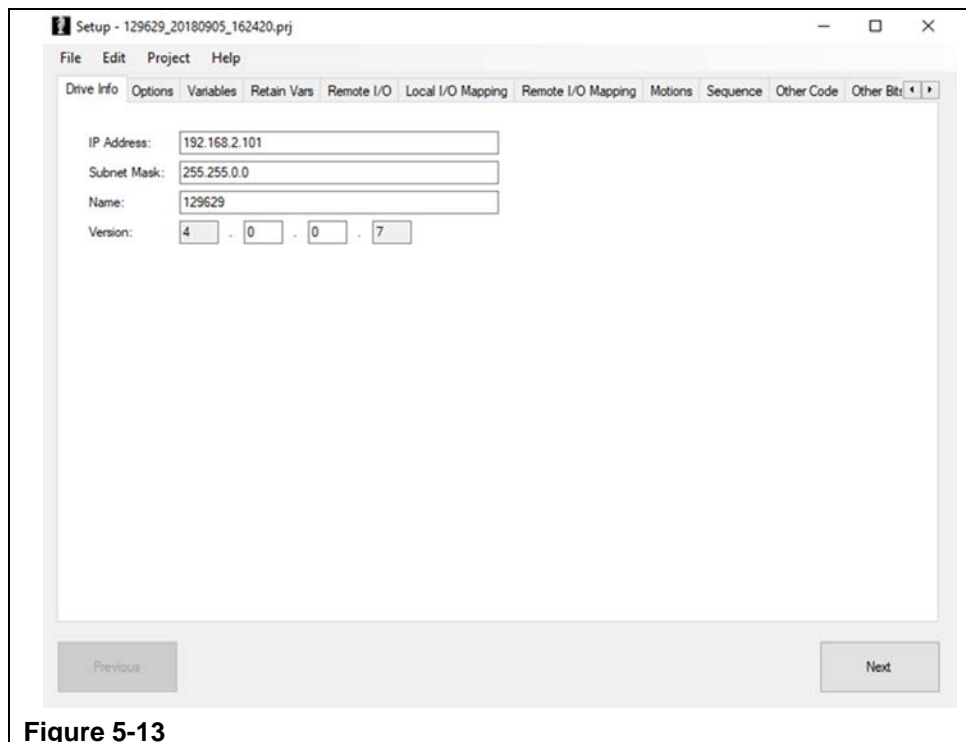 Setup - 129629_20180905_162420.prj
File Edit Project Help
Drive Info Options Variables Retain Vars Remote I/O Local I/O Mapping Remote I/O Mapping Motions Sequence Other Code Other Bits
IP Address: 192.168.2.101
Subnet Mask: 255.255.0.0
Name: 129629
Version: 4 . 0 . 0 . 7
Previous Next
Figure 5-13